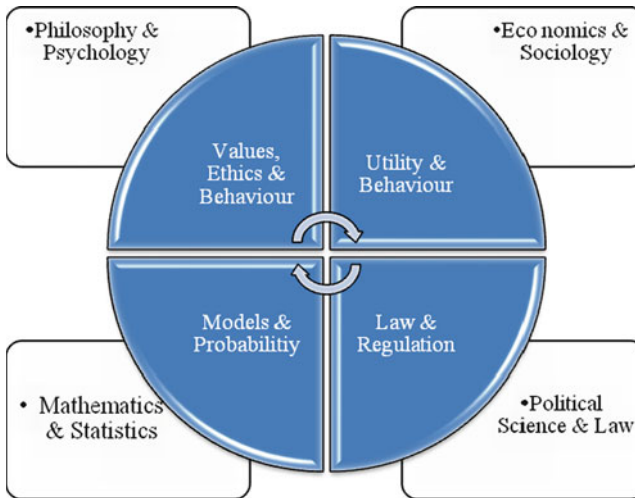 •Philosophy &
Psychology
•Eco nomics &
Sociology
Values,
Ethics &
Behaviour
Utility &
Behaviour
Models &
Probabilitiy
Law &
Regulation
• Mathematics
& Statistics
•Political
Science & Law